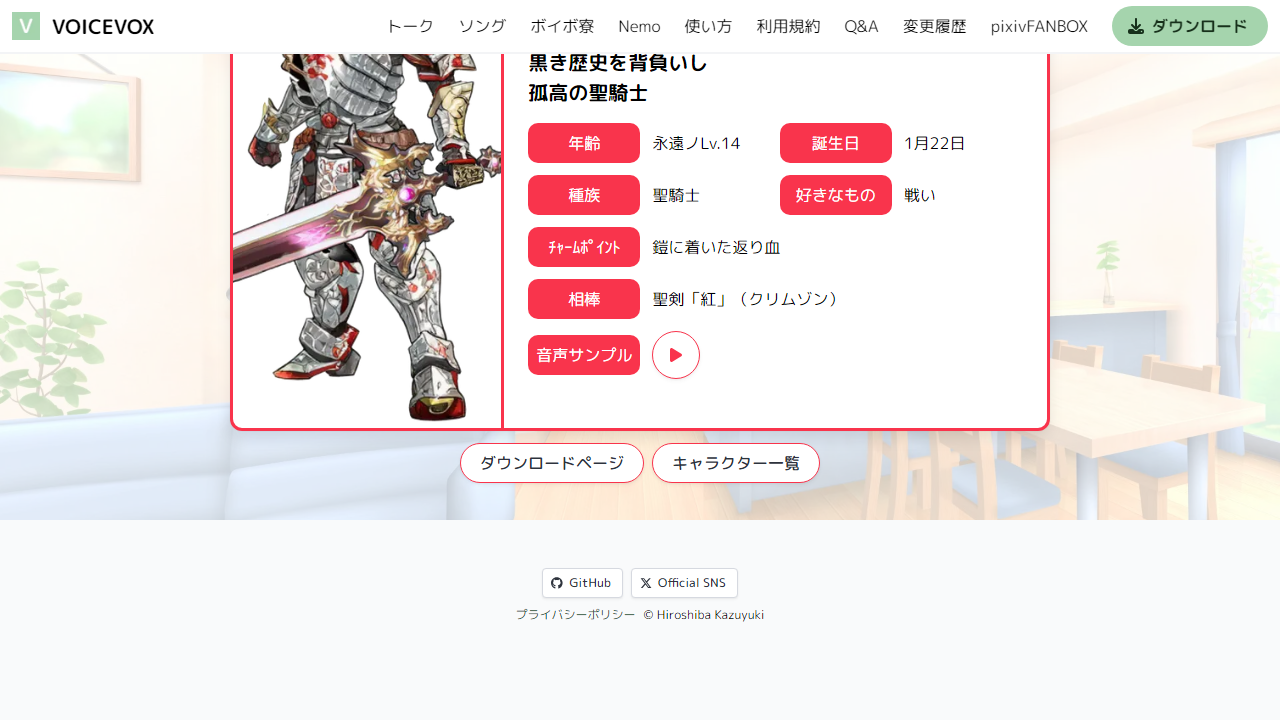 VOICEVOX
トーク
ソング
ボイボ寮
Nemo
使い方
利用規約
Q&A
変更履歴
pixivFANBOX
ダウンロード
黒き歴史を背負いし
孤高の聖騎士
年齢
永遠ノLv.14
誕生日
1月22日
種族
聖騎士
好きなもの
戦い
ﾁｬｰﾑﾎﾟｲﾝﾄ
鎧に着いた返り血
相棒
聖剣「紅」（クリムゾン）
音声サンプル
ダウンロードページ
キャラクター一覧
GitHub
Official SNS
プライバシーポリシー
© Hiroshiba Kazuyuki